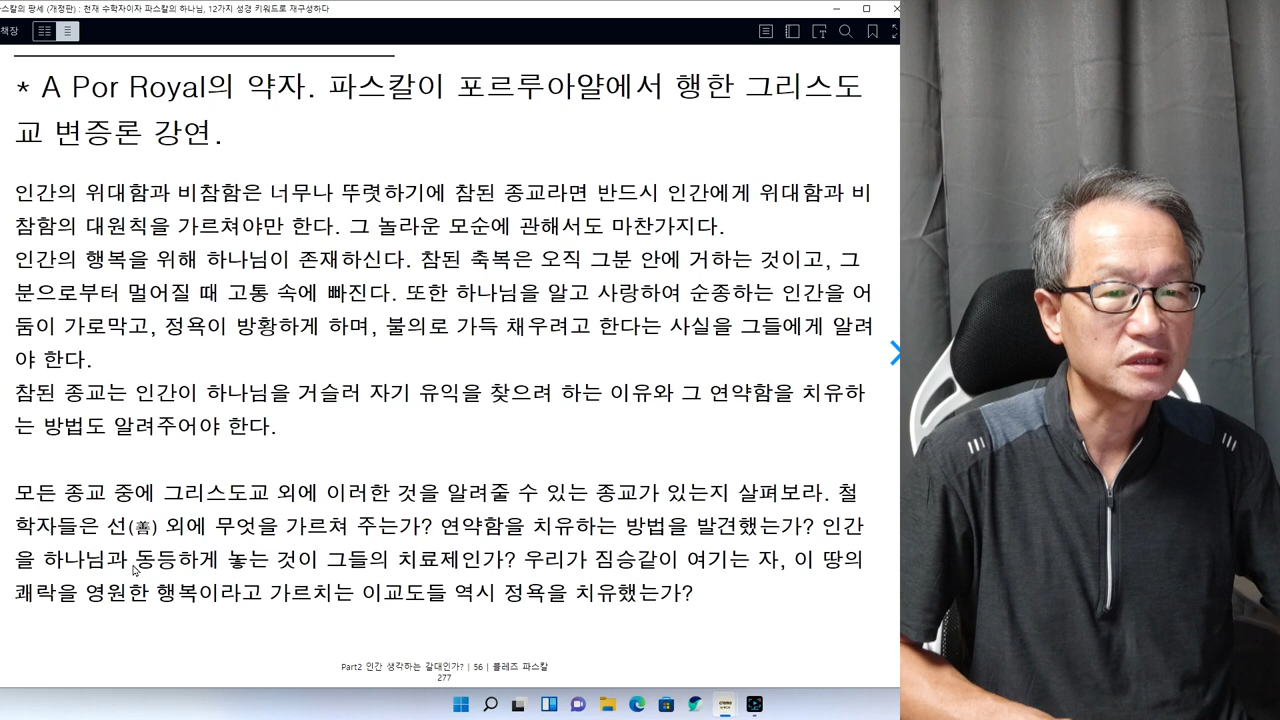 스칼의 팡세 (개정판) : 천재 수학자이자 파스칼의 하나님, 12가지 성경 키워드로 재구성하다
책장
* A Por Royal의 약자. 파스칼이 포르루아얄에서 행한 그리스도
교 변증론 강연.
인간의 위대함과 비참함은 너무나 뚜렷하기에 참된 종교라면 반드시 인간에게 위대함과 비
참함의 대원칙을 가르쳐야만 한다. 그 놀라운 모순에 관해서도 마찬가지다.
인간의 행복을 위해 하나님이 존재하신다. 참된 축복은 오직 그분 안에 거하는 것이고, 그
분으로부터 멀어질 때 고통 속에 빠진다. 또한 하나님을 알고 사랑하여 순종하는 인간을 어
둠이 가로막고, 정욕이 방황하게 하며, 불의로 가득 채우려고 한다는 사실을 그들에게 알려
야 한다.
참된 종교는 인간이 하나님을 거슬러 자기 유익을 찾으려 하는 이유와 그 연약함을 치유하
는 방법도 알려주어야 한다.
모든 종교 중에 그리스도교 외에 이러한 것을 알려줄 수 있는 종교가 있는지 살펴보라. 철
학자들은 선(善) 외에 무엇을 가르쳐 주는가? 연약함을 치유하는 방법을 발견했는가? 인간
을 하나님과 동등하게 놓는 것이 그들의 치료제인가? 우리가 짐승같이 여기는 자, 이 땅의
쾌락을 영원한 행복이라고 가르치는 이교도들 역시 정욕을 치유했는가?
Part2 인간 생각하는 갈대인가? | 56 | 블레즈 파스칼
277